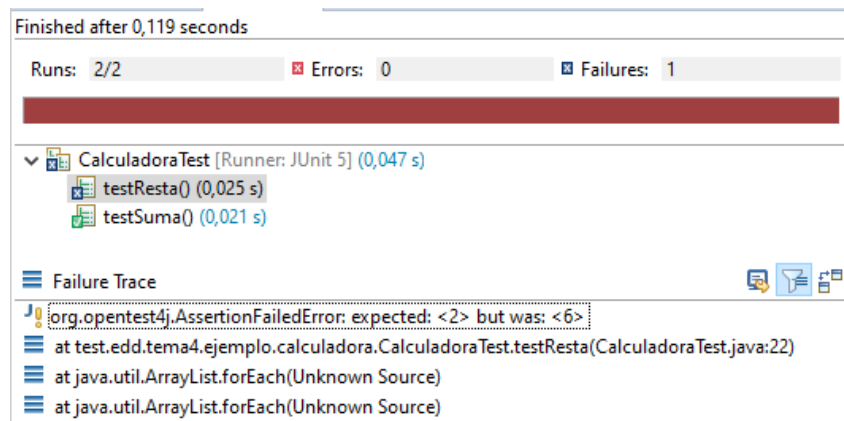 Finished after 0,119 seconds
Runs: 2/2 Errors: 0 Failures: 1
CalculadoraTest [Runner: JUnit 5] (0,047 s)
testResta() (0,025 s)
testSuma() (0,021 s)
Failure Trace
org.opentest4j.AssertionFailedError: expected: <2> but was: <6>
at test.edd.tema4.ejemplo.calculadora.CalculadoraTest.testResta(CalculadoraTest.java:22)
at java.util.ArrayList.forEach(Unknown Source)
at java.util.ArrayList.forEach(Unknown Source)